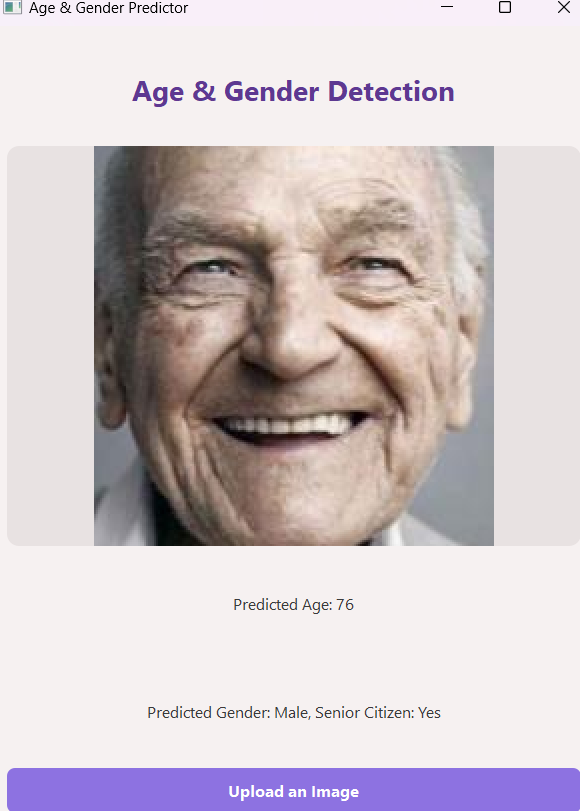 Age & Gender Predictor
Age & Gender Detection
Predicted Age: 76
Predicted Gender: Male, Senior Citizen: Yes
Upload an Image